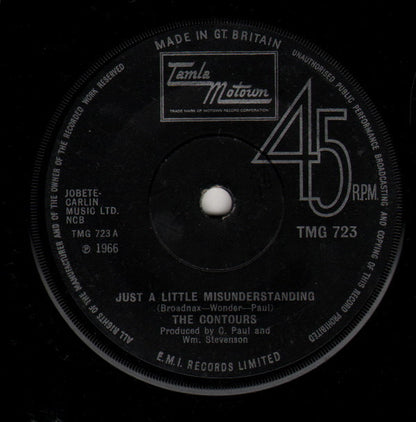 MADE IN GT. BRITAIN
Tamla
Motown
TRADE MARK OF MOTOWN RECORD CORPORATION
45
R.P.M.
TMG 723
JOBETE-
CARLIN
MUSIC LTD.
NCB
TMG 723 A
℗ 1966
JUST A LITTLE MISUNDERSTANDING
(Broadnax—Wonder—Paul)
THE CONTOURS
Produced by C. Paul and
Wm. Stevenson
E.M.I. RECORDS LIMITED
ALL RIGHTS OF THE MANUFACTURER AND OF THE OWNER OF THE RECORDED WORK RESERVED
UNAUTHORISED PUBLIC PERFORMANCE BROADCASTING AND COPYING OF THIS RECORD PROHIBITED